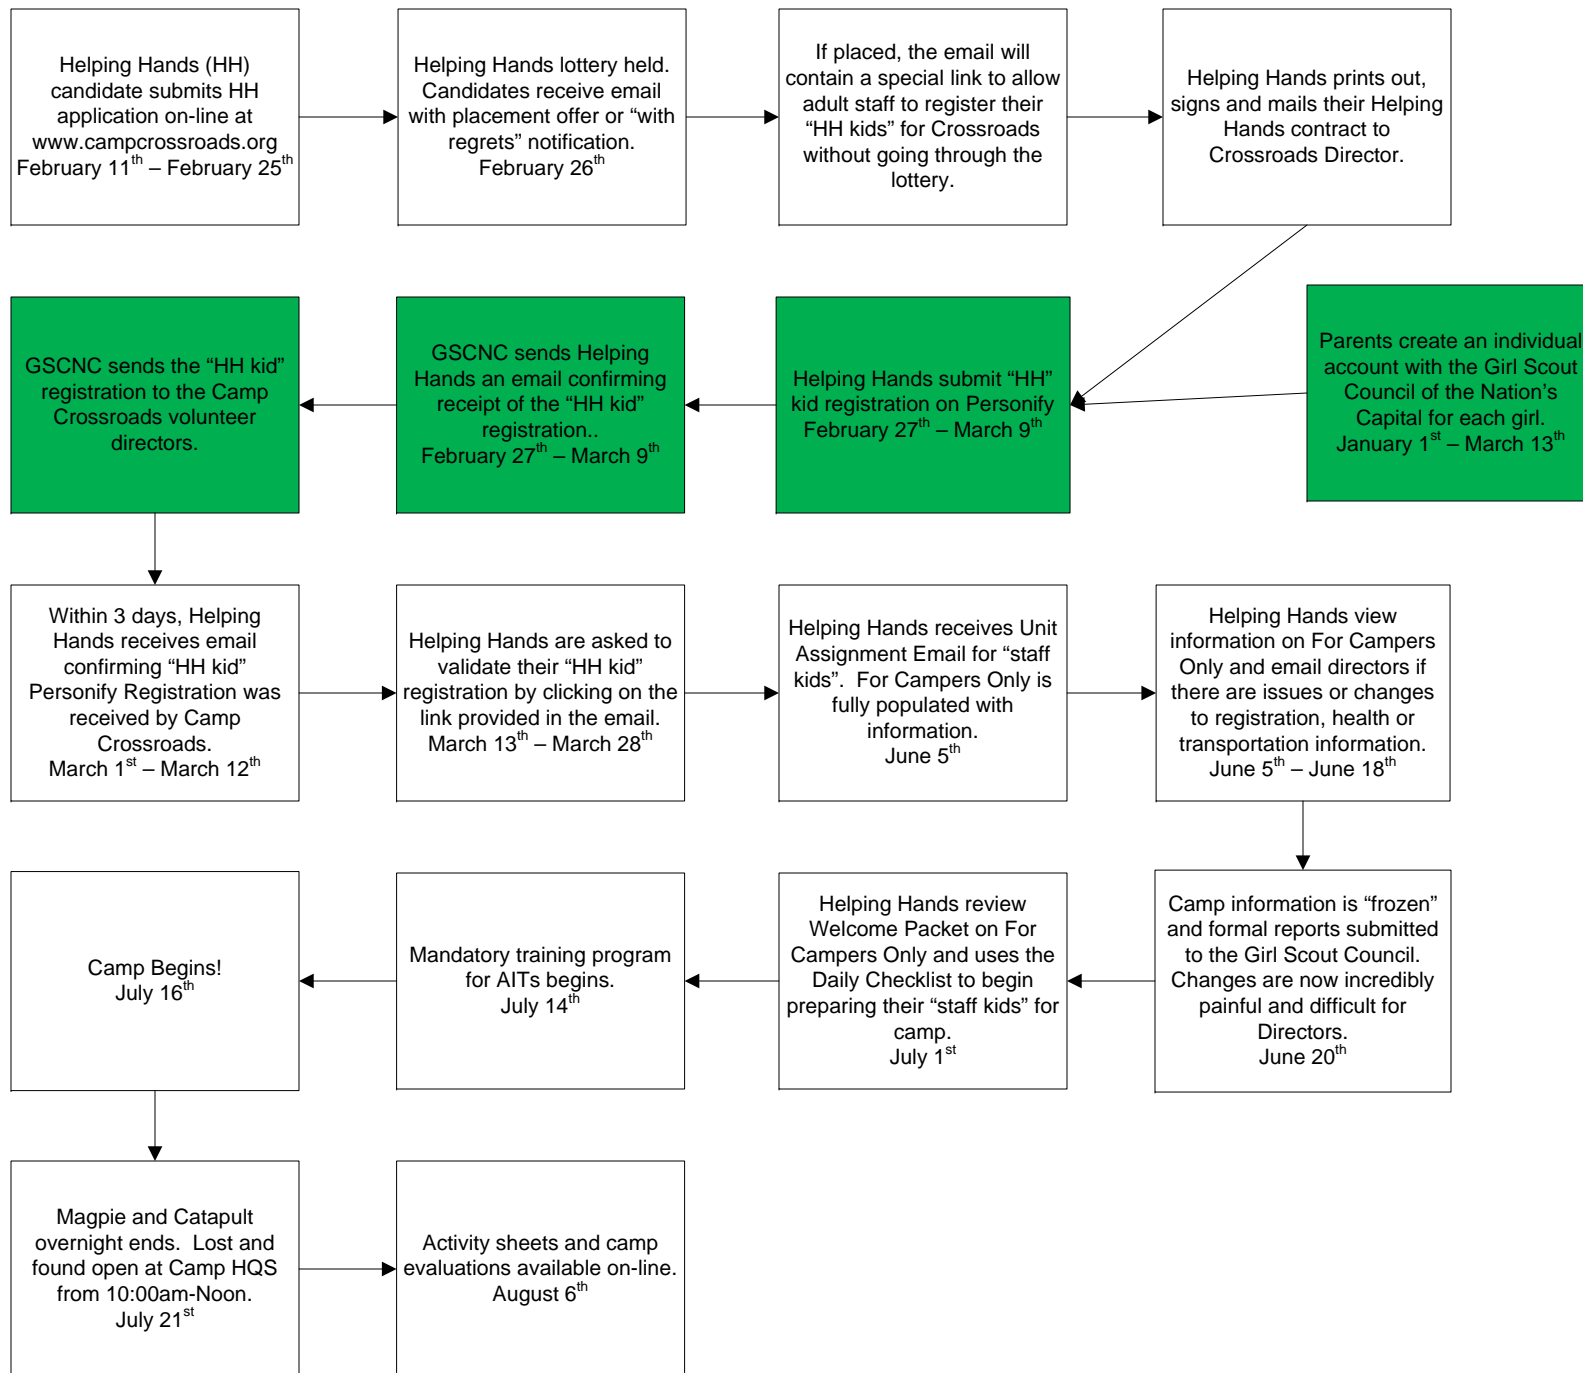 Helping Hands (HH)
candidate submits HH
application on-line at
www.campcrossroads.org
February 11th – February 25th
Helping Hands lottery held.
Candidates receive email
with placement offer or “with
regrets” notification.
February 26th
If placed, the email will
contain a special link to allow
adult staff to register their
“HH kids” for Crossroads
without going through the
lottery.
Helping Hands prints out,
signs and mails their Helping
Hands contract to
Crossroads Director.
GSCNC sends the “HH kid”
registration to the Camp
Crossroads volunteer
directors.
GSCNC sends Helping
Hands an email confirming
receipt of the “HH kid”
registration..
February 27th – March 9th
Helping Hands submit “HH”
kid registration on Personify
February 27th – March 9th
Parents create an individual
account with the Girl Scout
Council of the Nation’s
Capital for each girl.
January 1st – March 13th
Within 3 days, Helping
Hands receives email
confirming “HH kid”
Personify Registration was
received by Camp
Crossroads.
March 1st – March 12th
Helping Hands are asked to
validate their “HH kid”
registration by clicking on the
link provided in the email.
March 13th – March 28th
Helping Hands receives Unit
Assignment Email for “staff
kids”.  For Campers Only is
fully populated with
information.
June 5th
Helping Hands view
information on For Campers
Only and email directors if
there are issues or changes
to registration, health or
transportation information.
June 5th – June 18th
Camp Begins!
July 16th
Mandatory training program
for AITs begins.
July 14th
Helping Hands review
Welcome Packet on For
Campers Only and uses the
Daily Checklist to begin
preparing their “staff kids” for
camp.
July 1st
Camp information is “frozen”
and formal reports submitted
to the Girl Scout Council.
Changes are now incredibly
painful and difficult for
Directors.
June 20th
Magpie and Catapult
overnight ends.  Lost and
found open at Camp HQS
from 10:00am-Noon.
July 21st
Activity sheets and camp
evaluations available on-line.
August 6th